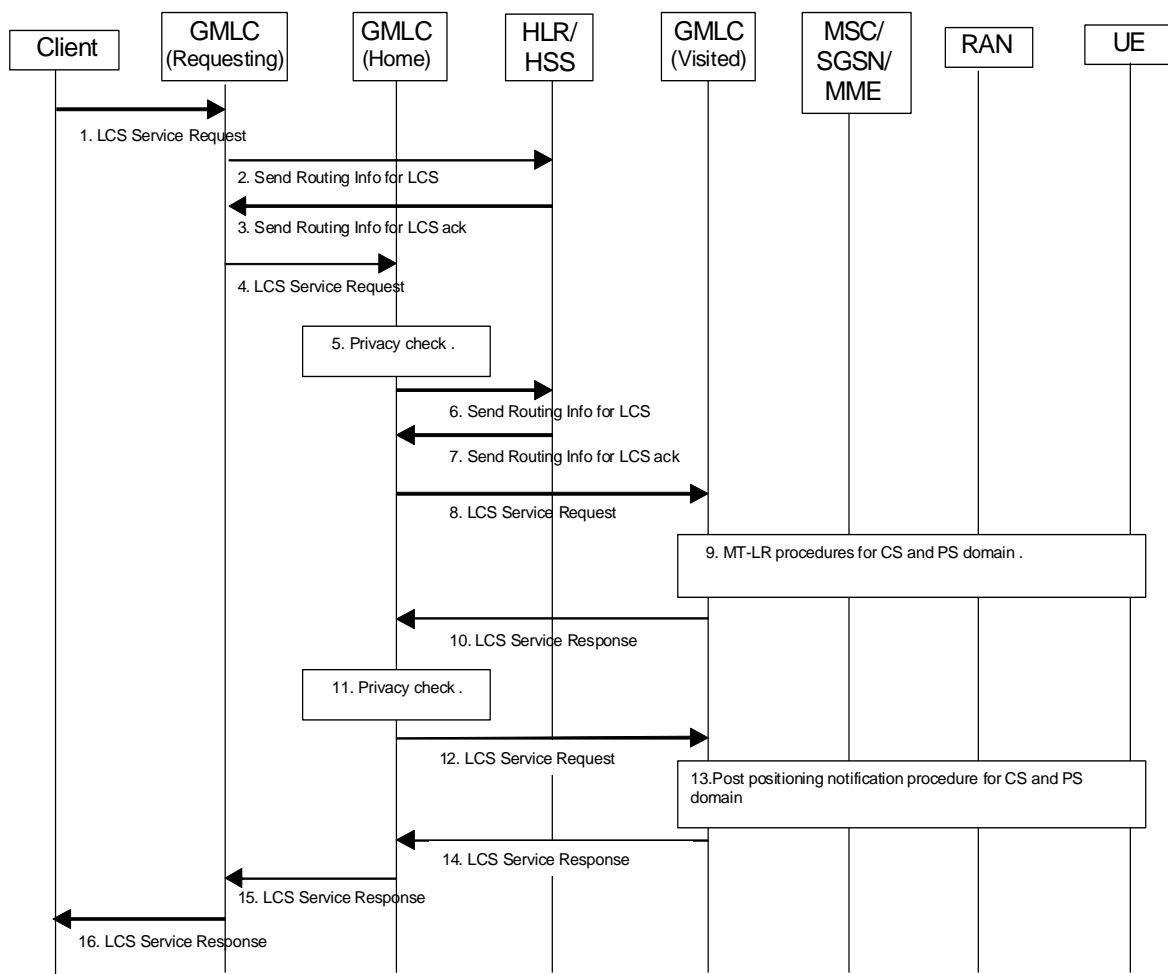 Client
GMLC
(Requesting)
GMLC
(Home)
HLR/
HSS
GMLC
(Visited)
MSC/
SGSN/
MME
RAN
UE
1. LCS Service Request
2. Send Routing Info for LCS
3. Send Routing Info for LCS ack
4. LCS Service Request
5. Privacy check .
6. Send Routing Info for LCS
7. Send Routing Info for LCS ack
8. LCS Service Request
9. MT-LR procedures for CS and PS domain .
10. LCS Service Response
11. Privacy check .
12. LCS Service Request
13.Post positioning notification procedure for CS and PS
domain
14. LCS Service Response
15. LCS Service Response
16. LCS Service Response